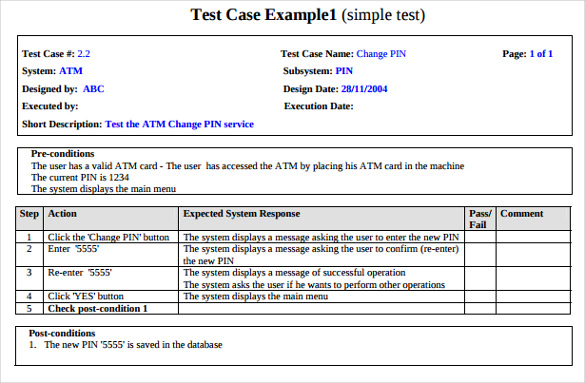 Test Case Example1 (simple test)
Test Case #: 2.2 Test Case Name: Change PIN Page: 1 of 1
System: ATM Subsystem: PIN
Designed by: ABC Design Date: 28/11/2004
Executed by: Execution Date:
Short Description: Test the ATM Change PIN service
Pre-conditions
The user has a valid ATM card - The user has accessed the ATM by placing his ATM card in the machine
The current PIN is 1234
The system displays the main menu
Step Action Expected System Response Pass/ Comment
Fail
1 Click the 'Change PIN' button The system displays a message asking the user to enter the new PIN
2 Enter '5555' The system displays a message asking the user to confirm (re-enter)
the new PIN
3 Re-enter '5555' The system displays a message of successful operation
The system asks the user if he wants to perform other operations
4 Click 'YES' button The system displays the main menu
5 Check post-condition 1
Post-conditions
1. The new PIN '5555' is saved in the database